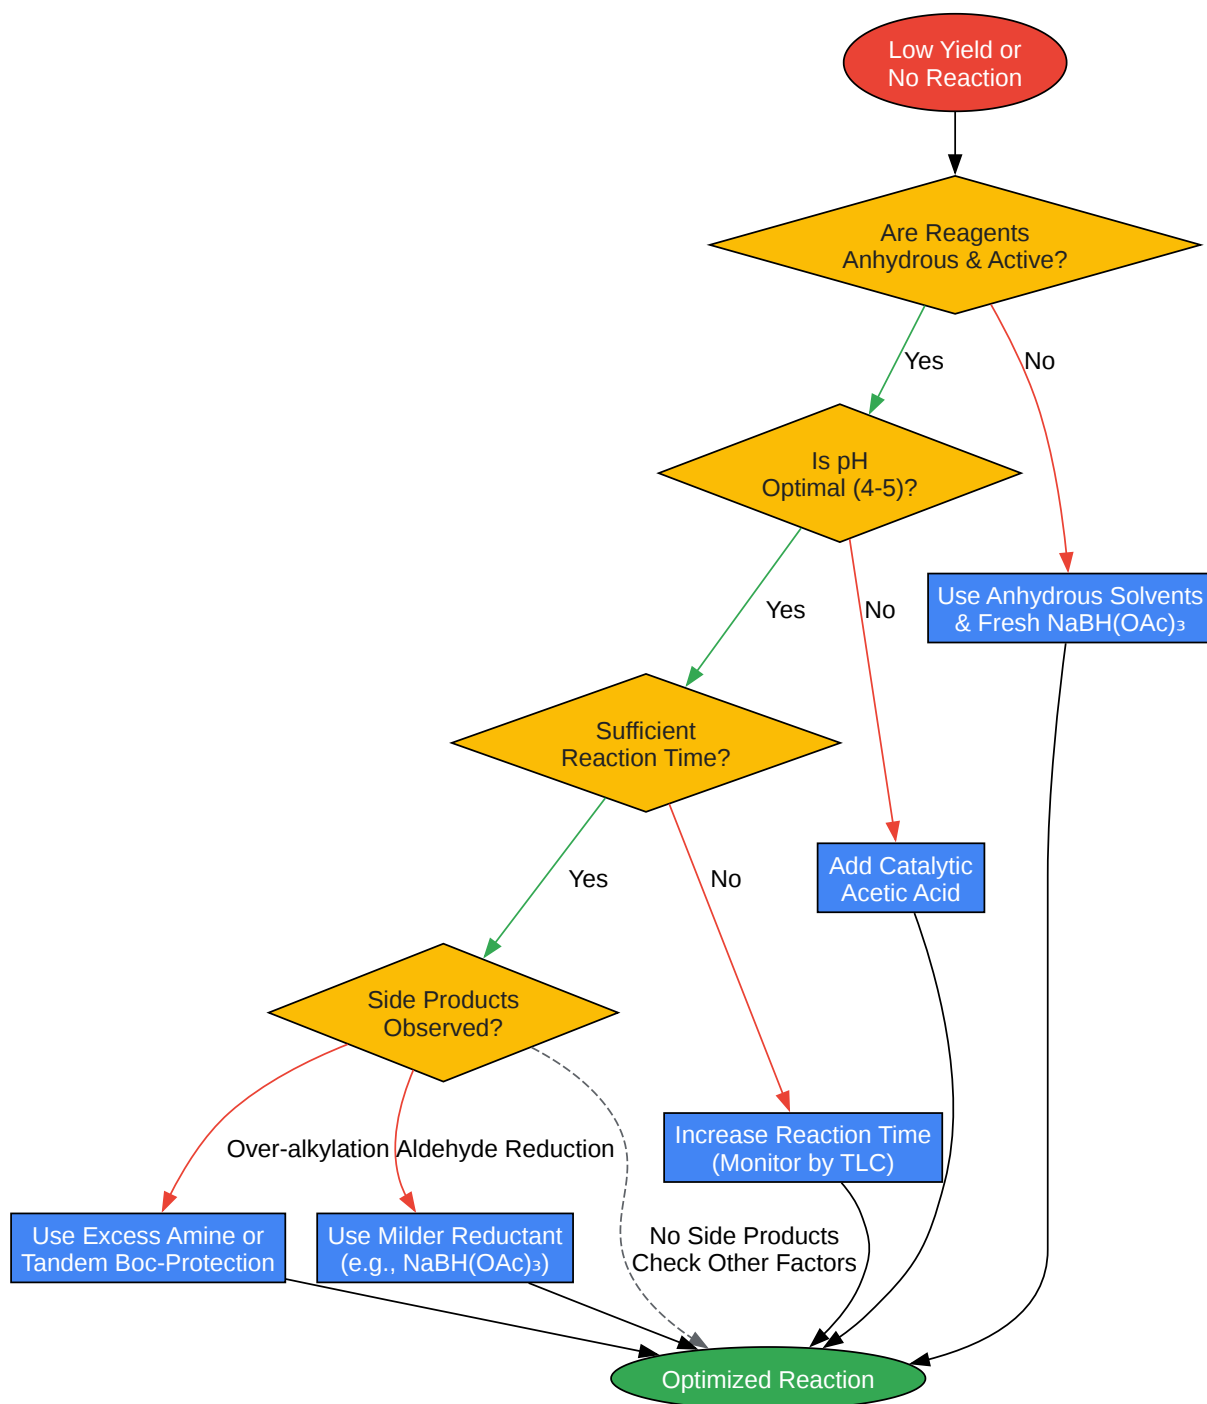 Low Yield or
No Reaction
Are Reagents
Anhydrous & Active?
Yes
No
Is pH
Optimal (4-5)?
Use Anhydrous Solvents
& Fresh NaBH(OAc)₃
Yes
No
Sufficient
Reaction Time?
Add Catalytic
Acetic Acid
Yes
No
Side Products
Observed?
Increase Reaction Time
(Monitor by TLC)
Over-alkylation
Aldehyde Reduction
No Side Products
Check Other Factors
Use Excess Amine or
Tandem Boc-Protection
Use Milder Reductant
(e.g., NaBH(OAc)₃)
Optimized Reaction